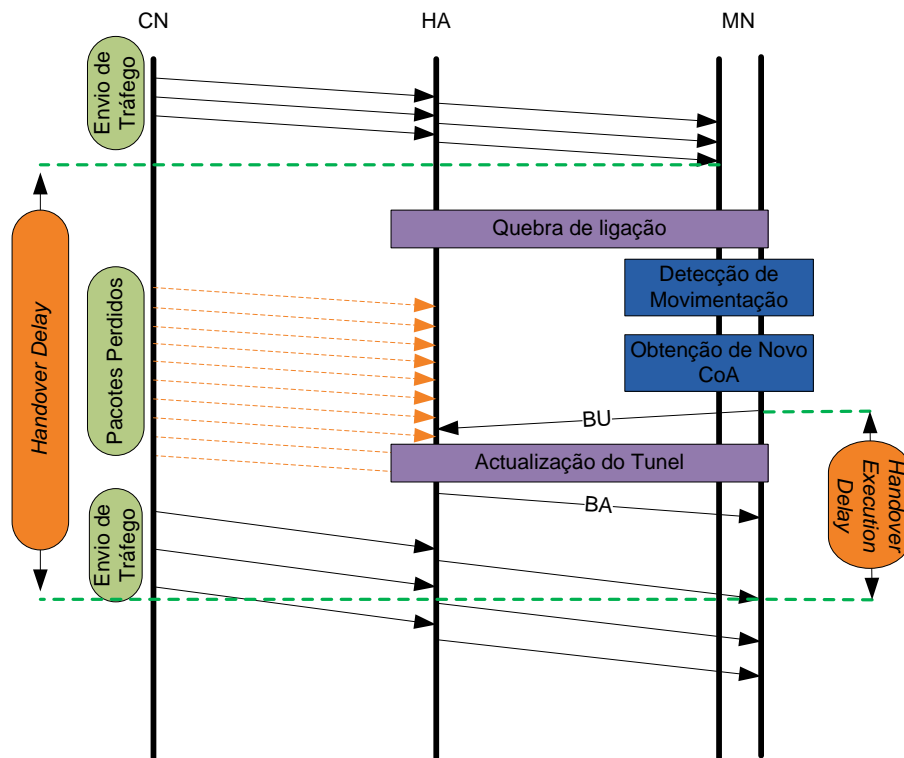 CN
HA
MN
Envio de
Tráfego
Quebra de ligação
Detecção de
Movimentação
Handover Delay
Pacotes Perdidos
Obtenção de Novo
CoA
BU
Actualização do Tunel
Handover
Execution
Delay
BA
Envio de
Tráfego